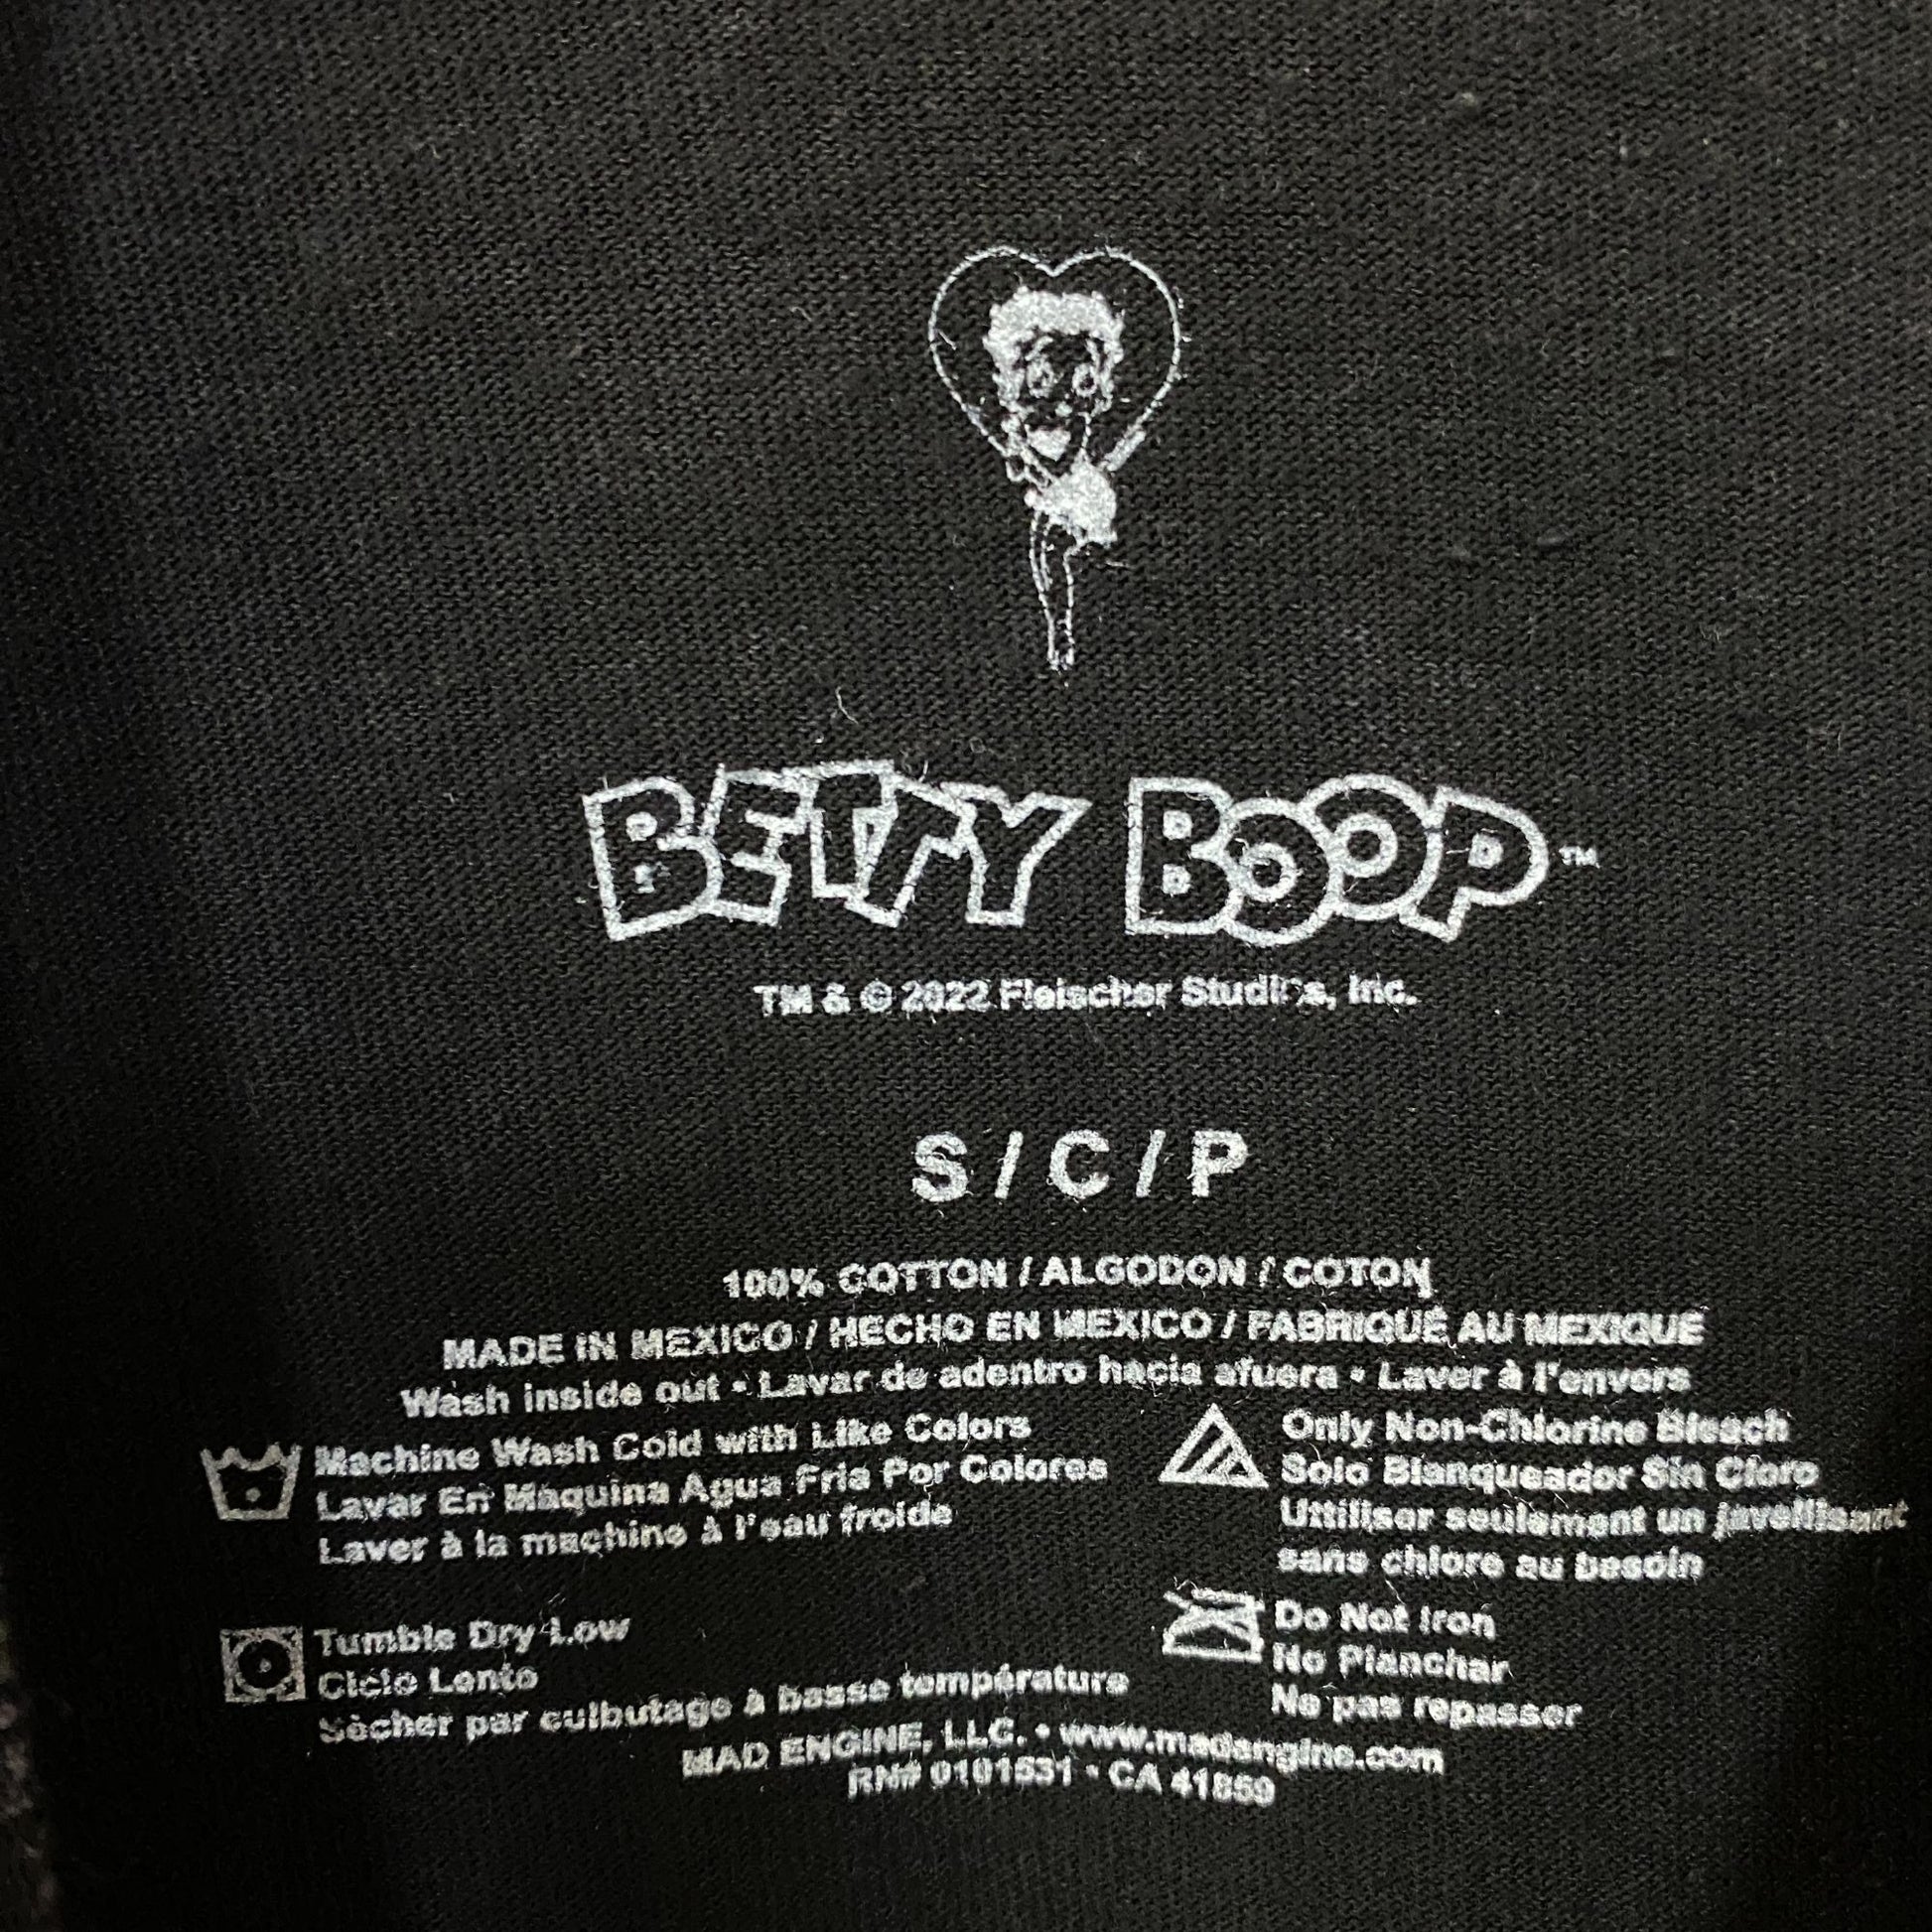 BETTY BOOP™
TM & © 2022 Fleischer Studios, Inc.
S / C / P
100% COTTON / ALGODON / COTON
MADE IN MEXICO / HECHO EN MEXICO / FABRIQUÉ AU MEXIQUE
Wash inside out • Lavar de adentro hacia afuera • Laver à l'envers
Machine Wash Cold with Like Colors
Lavar En Maquina Agua Fria Por Colores
Laver à la machine à l'eau froide
Only Non-Chlorine Bleach
Solo Blanqueador Sin Cloro
Utiliser seulement un javellisant
sans chlore au besoin
Tumble Dry Low
Ciclo Lento
Sècher par culbutage à basse température
Do Not Iron
No Planchar
Ne pas repasser
MAD ENGINE, LLC. • www.madengine.com
RN# 0101531 • CA 41859